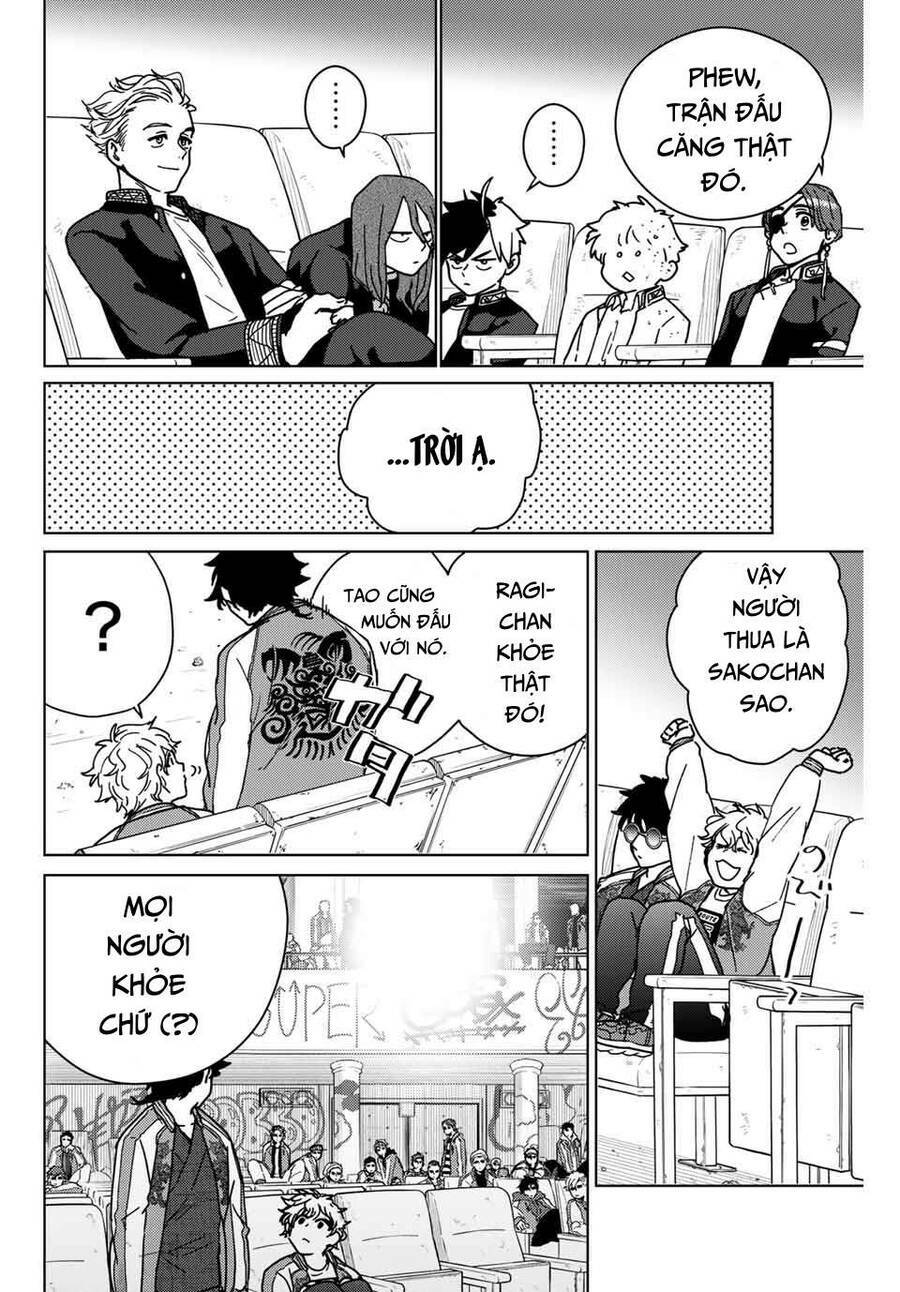 PHEW,
TRẬN ĐẤU
CĂNG THẬT
ĐÓ.
......
......
...TRỜI Ạ.
VẬY
NGƯỜI
THUA LÀ
SAKOCHAN
SAO.
RAGI-
CHAN
KHỎE
THẬT
ĐÓ!
TAO CŨNG
MUỐN ĐẤU
VỚI NÓ.
?
MỌI
NGƯỜI
KHỎE
CHỨ (?)
SUPER